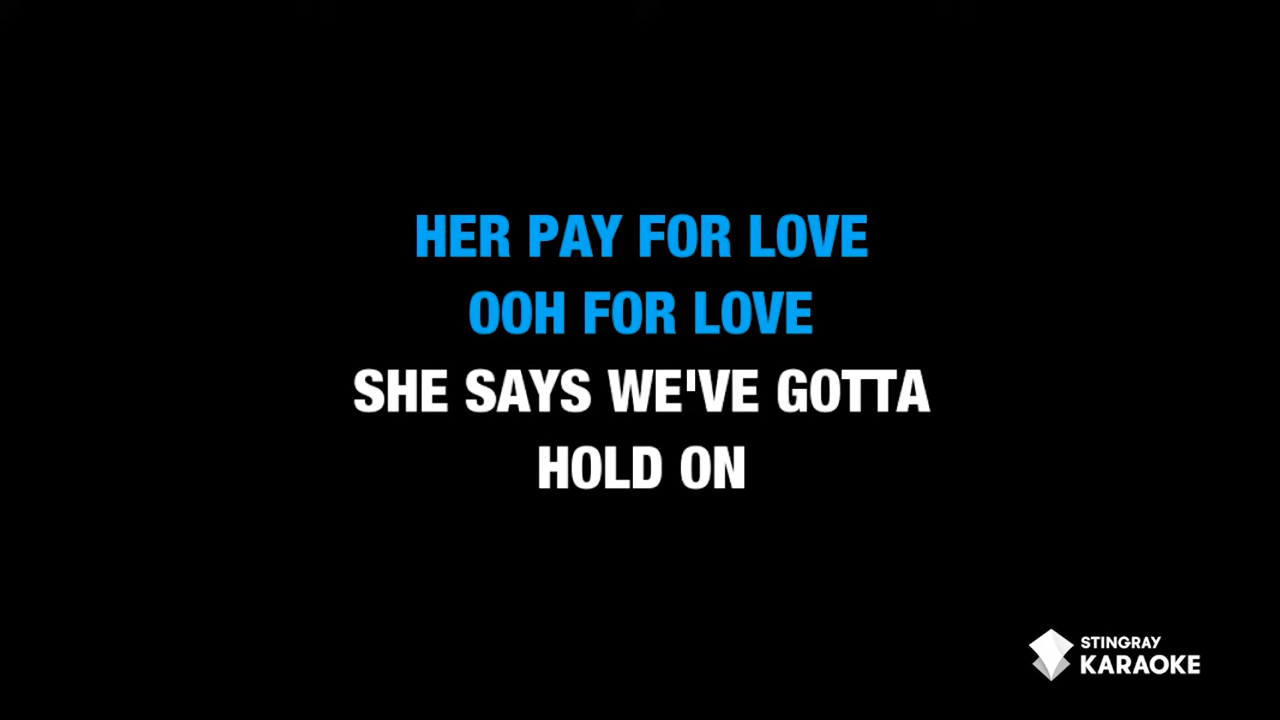 HER PAY FOR LOVE
OOH FOR LOVE
SHE SAYS WE'VE GOTTA
HOLD ON
STINGRAY
KARAOKE